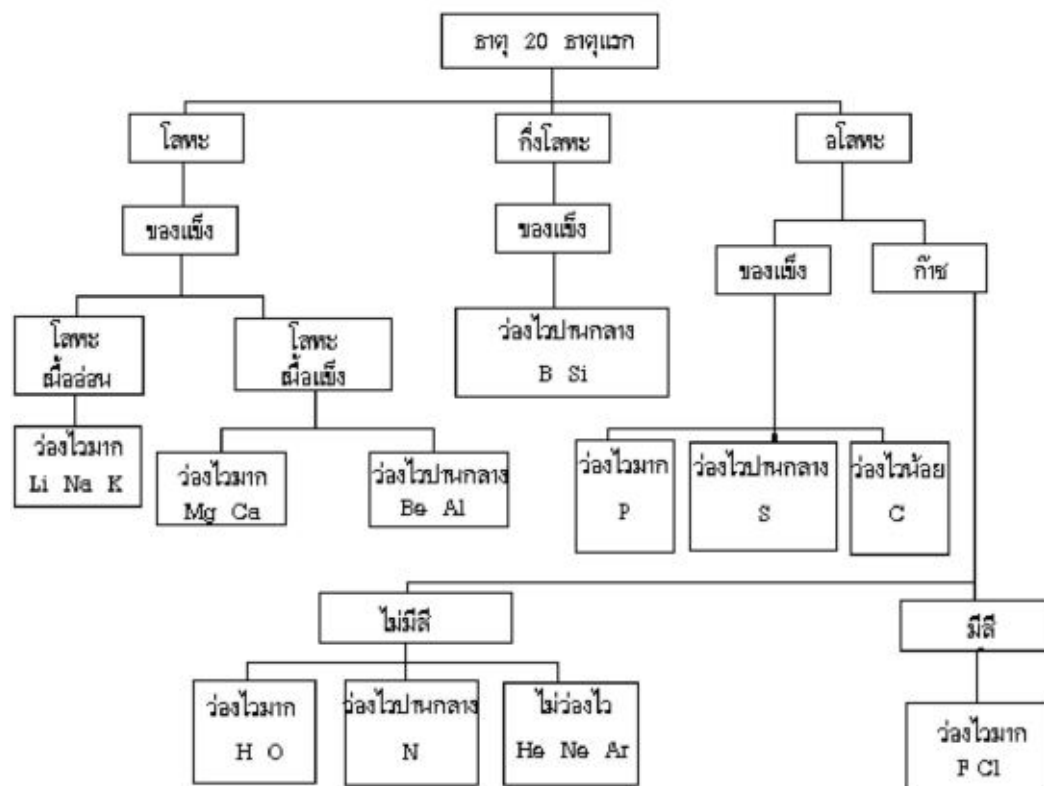 ธาตุ 20 ธาตุแรก
โลหะ
กึ่งโลหะ
อโลหะ
ของแข็ง
ของแข็ง
ของแข็ง
ก๊าซ
โลหะ
เนื้ออ่อน
โลหะ
เนื้อแข็ง
ว่องไวปานกลาง
B Si
ว่องไวมาก
Li Na K
ว่องไวมาก
Mg Ca
ว่องไวปานกลาง
Be Al
ว่องไวมาก
P
ว่องไวปานกลาง
S
ว่องไวน้อย
C
ไม่มีสี
มีสี
ว่องไวมาก
H O
ว่องไวปานกลาง
N
ไม่ว่องไว
He Ne Ar
ว่องไวมาก
F Cl